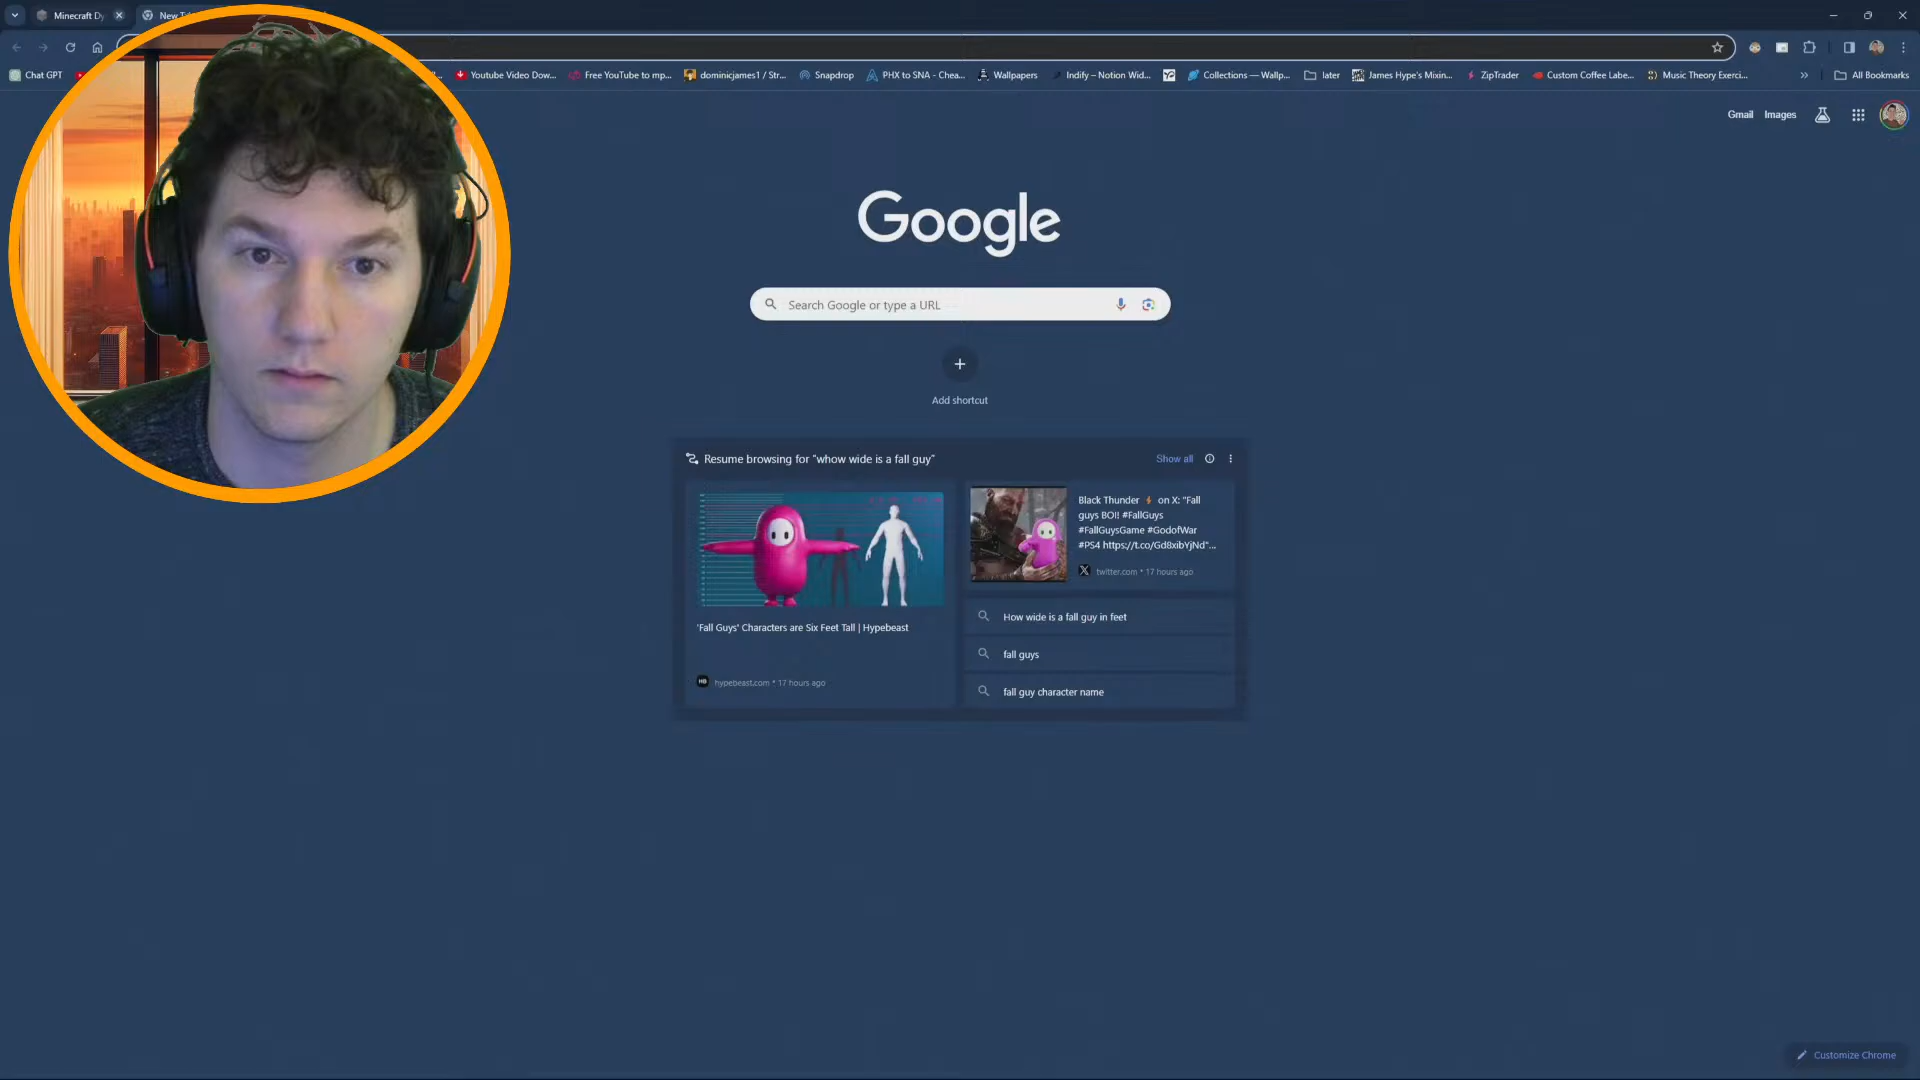 Minecraft Dy
New Ta
Chat GPT
Youtube Video Dow...
Free YouTube to mp...
dominicjames1 / Str...
Snapdrop
PHX to SNA - Chea...
Wallpapers
Indify – Notion Wid...
Collections — Wallp...
later
James Hype's Mixin...
ZipTrader
Custom Coffee Labe...
Music Theory Exerci...
All Bookmarks
Gmail
Images
Google
Search Google or type a URL
Add shortcut
Resume browsing for "whow wide is a fall guy"
Show all
'Fall Guys' Characters are Six Feet Tall | Hypebeast
hypebeast.com • 17 hours ago
Black Thunder ⚡ on X: "Fall
guys BOI!! #FallGuys
#FallGuysGame #GodofWar
#PS4 https://t.co/Gd8xibYjNd"...
twitter.com • 17 hours ago
How wide is a fall guy in feet
fall guys
fall guy character name
Customize Chrome